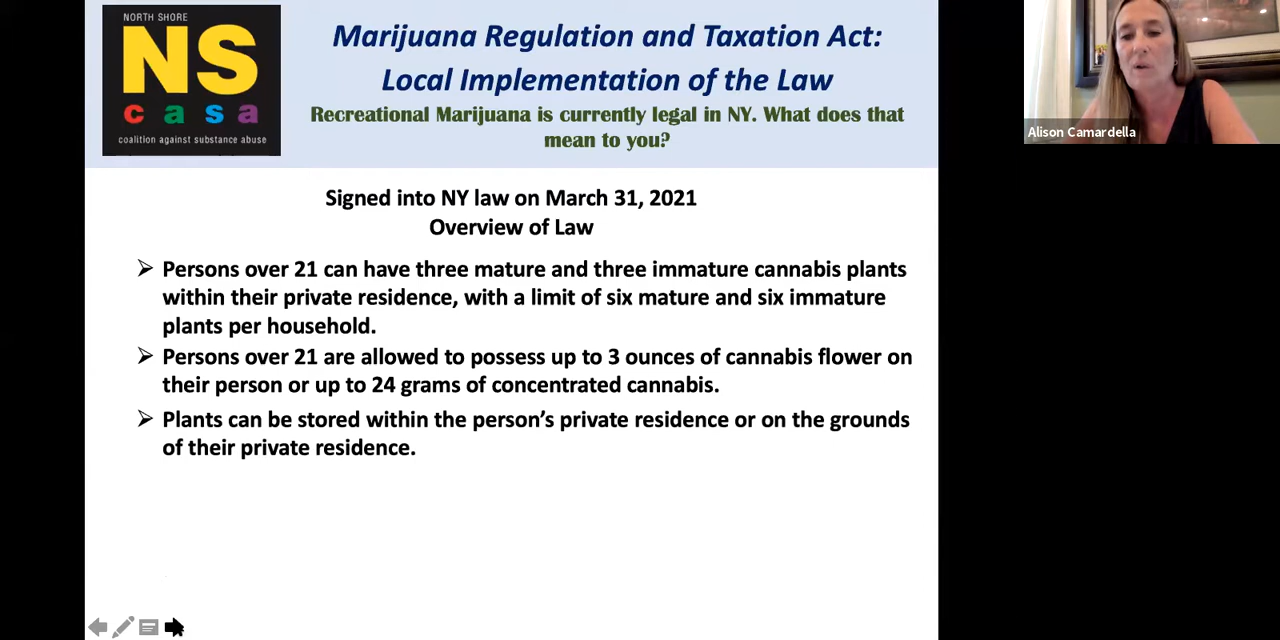 NORTH SHORE
NS
casa
coalition against substance abuse
Marijuana Regulation and Taxation Act:
Local Implementation of the Law
Recreational Marijuana is currently legal in NY. What does that
mean to you?
Alison Camardella
Signed into NY law on March 31, 2021
Overview of Law
➢ Persons over 21 can have three mature and three immature cannabis plants
within their private residence, with a limit of six mature and six immature
plants per household.
➢ Persons over 21 are allowed to possess up to 3 ounces of cannabis flower on
their person or up to 24 grams of concentrated cannabis.
➢ Plants can be stored within the person’s private residence or on the grounds
of their private residence.